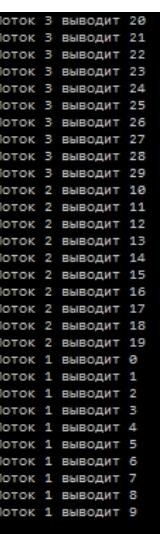 Поток 3 выводит 20
Поток 3 выводит 21
Поток 3 выводит 22
Поток 3 выводит 23
Поток 3 выводит 24
Поток 3 выводит 25
Поток 3 выводит 26
Поток 3 выводит 27
Поток 3 выводит 28
Поток 3 выводит 29
Поток 2 выводит 10
Поток 2 выводит 11
Поток 2 выводит 12
Поток 2 выводит 13
Поток 2 выводит 14
Поток 2 выводит 15
Поток 2 выводит 16
Поток 2 выводит 17
Поток 2 выводит 18
Поток 2 выводит 19
Поток 1 выводит 0
Поток 1 выводит 1
Поток 1 выводит 2
Поток 1 выводит 3
Поток 1 выводит 4
Поток 1 выводит 5
Поток 1 выводит 6
Поток 1 выводит 7
Поток 1 выводит 8
Поток 1 выводит 9